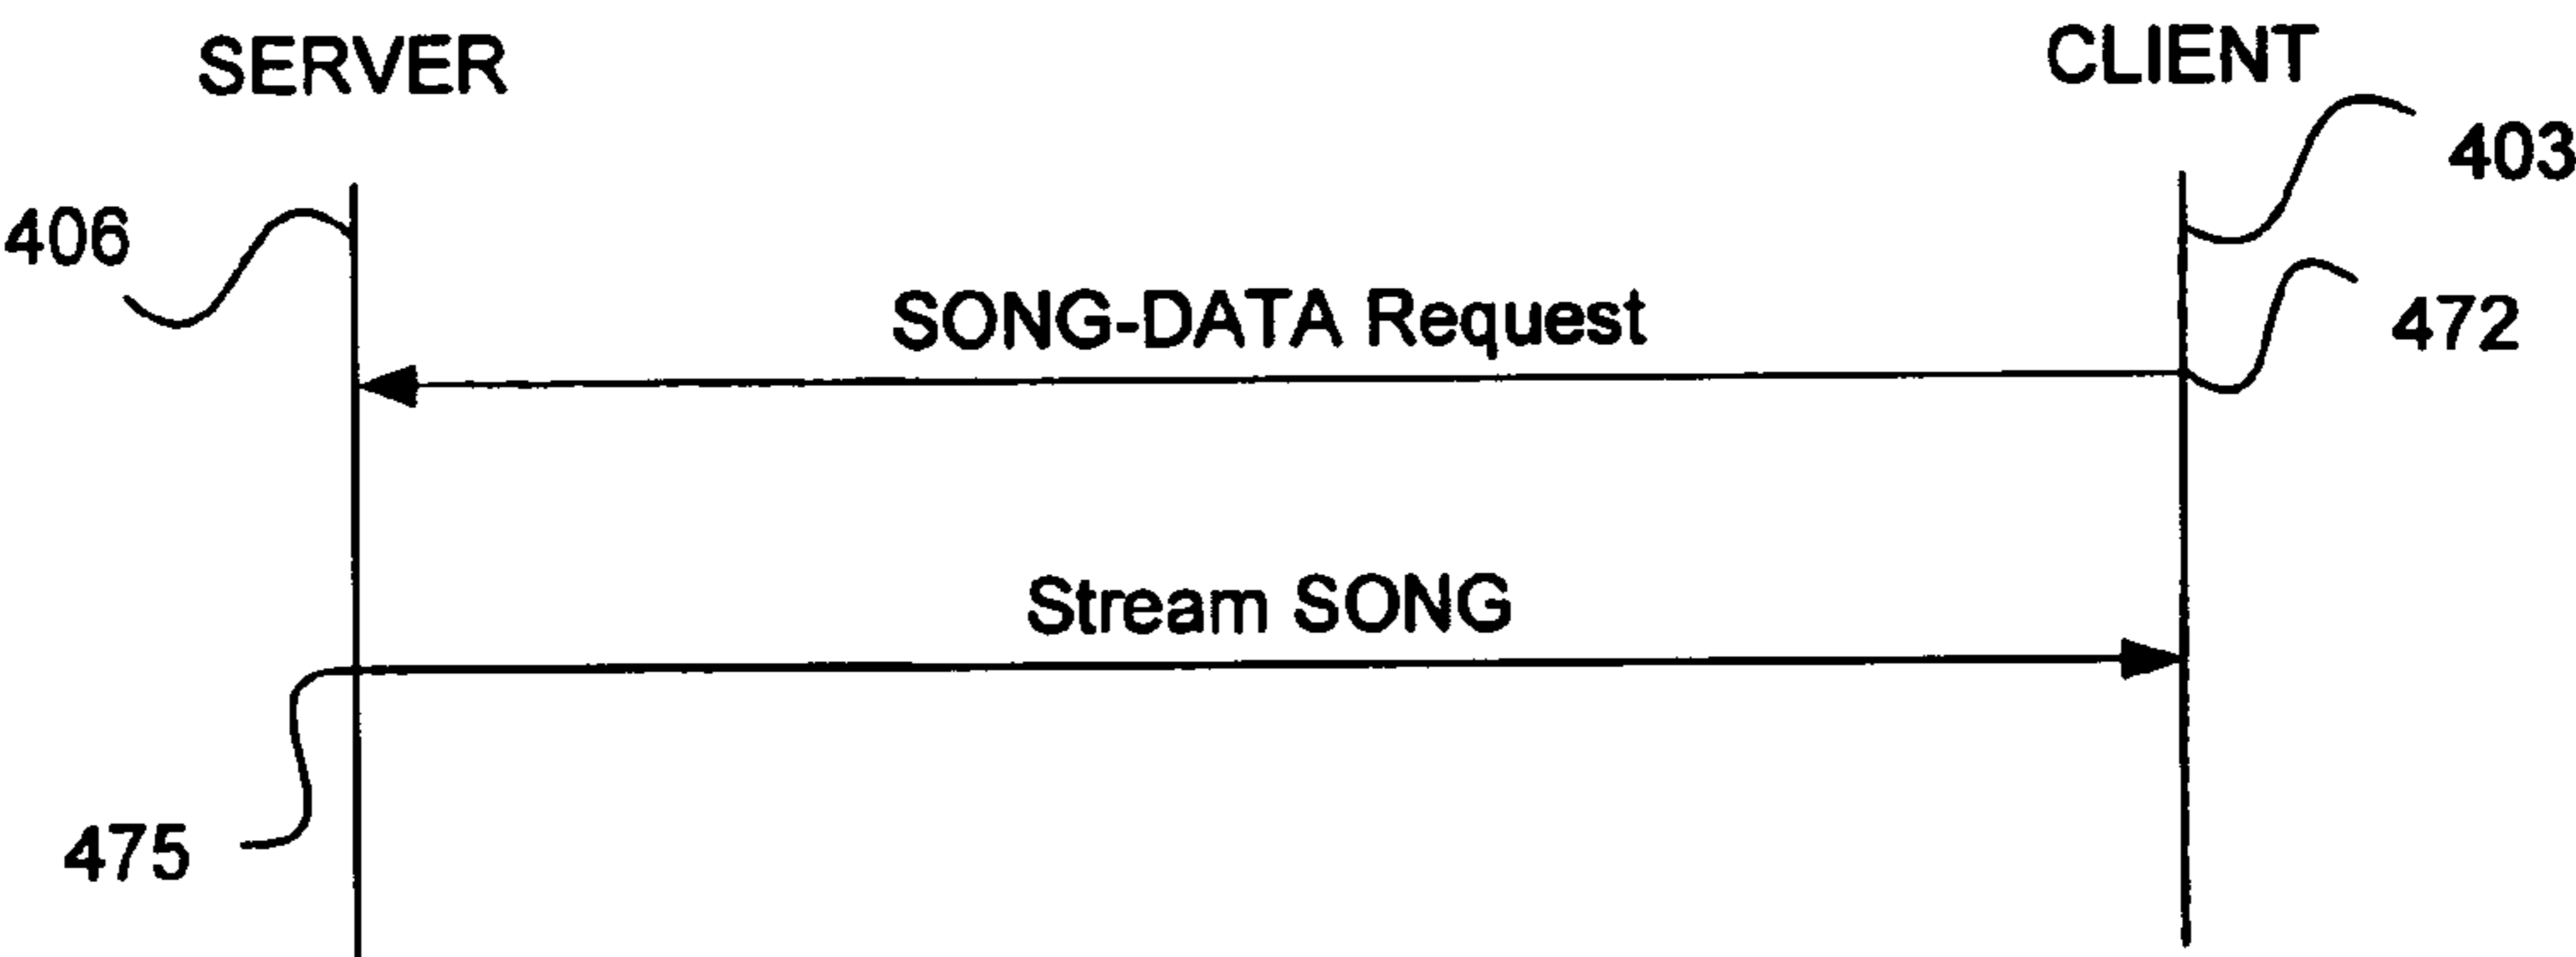 SERVER
CLIENT
403
406
SONG-DATA Request
472
Stream SONG
475